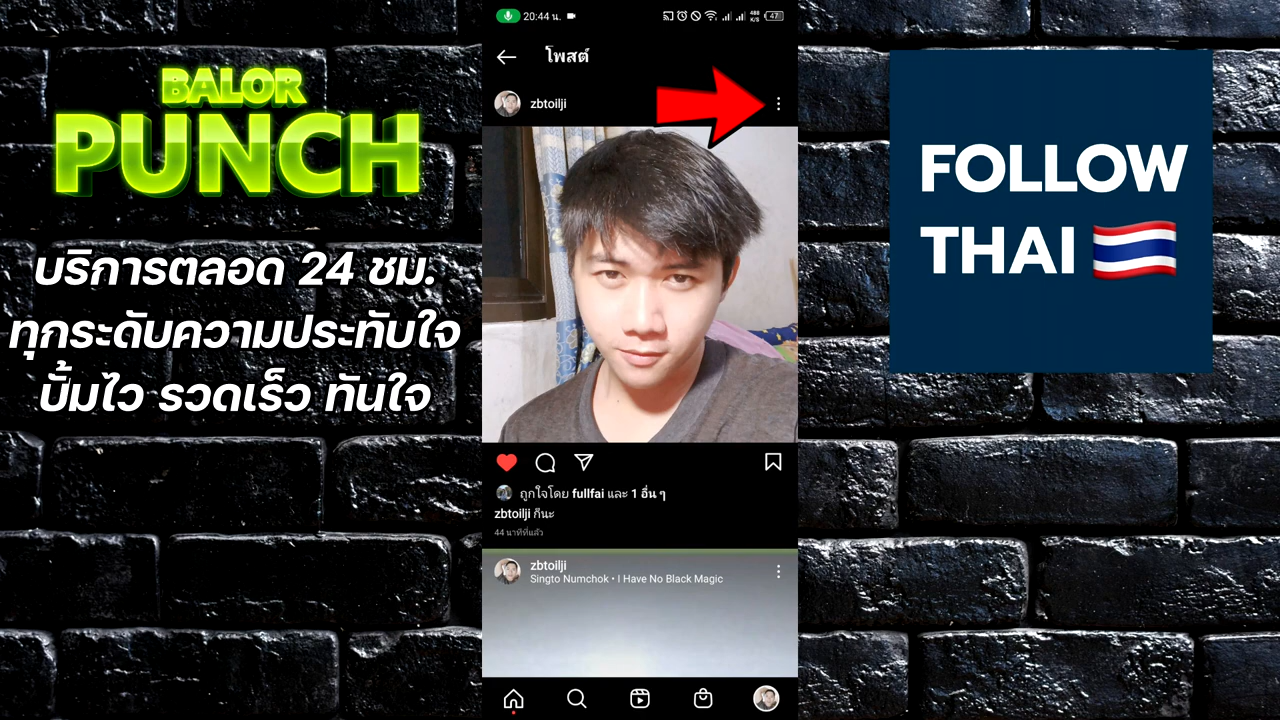 BALOR
PUNCH
บริการตลอด 24 ชม.
ทุกระดับความประทับใจ
ปั้มไว รวดเร็ว ทันใจ
20:44 น.
488
K/S
47
โพสต์
zbtoilji
ถูกใจโดย fullfai และ 1 อื่น ๆ
zbtoilji ก็นะ
44 นาทีที่แล้ว
zbtoilji
Singto Numchok • I Have No Black Magic
FOLLOW
THAI